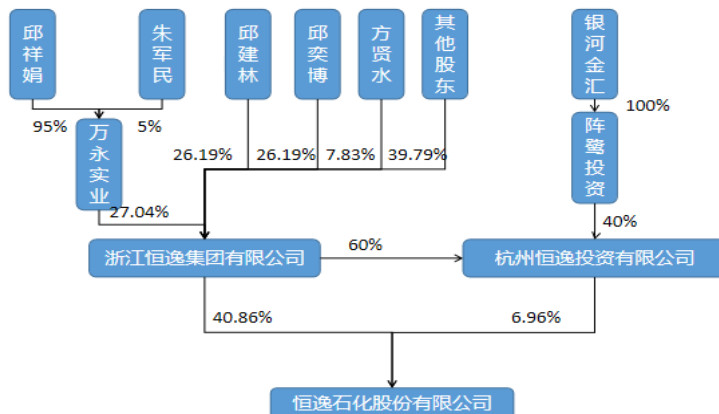 邱祥娟
朱军民
邱建林
邱奕博
方贤水
其他股东
银河金汇
95%
5%
100%
万永实业
阵鹭投资
26.19%
26.19%
7.83%
39.79%
27.04%
40%
浙江恒逸集团有限公司
60%
杭州恒逸投资有限公司
40.86%
6.96%
恒逸石化股份有限公司